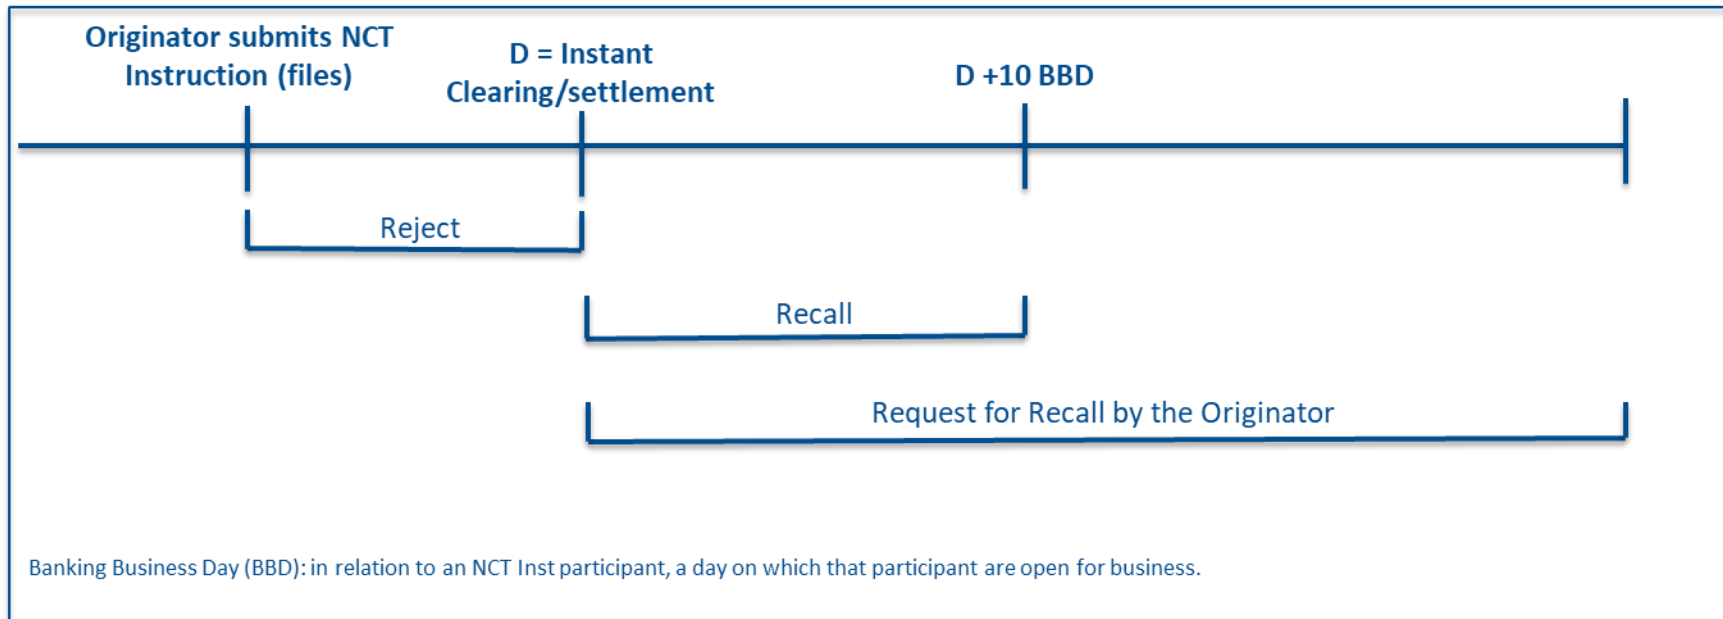 Originator submits NCT
Instruction (files)
D = Instant
Clearing/settlement
D +10 BBD
Reject
Recall
Request for Recall by the Originator
Banking Business Day (BBD): in relation to an NCT Inst participant, a day on which that participant are open for business.